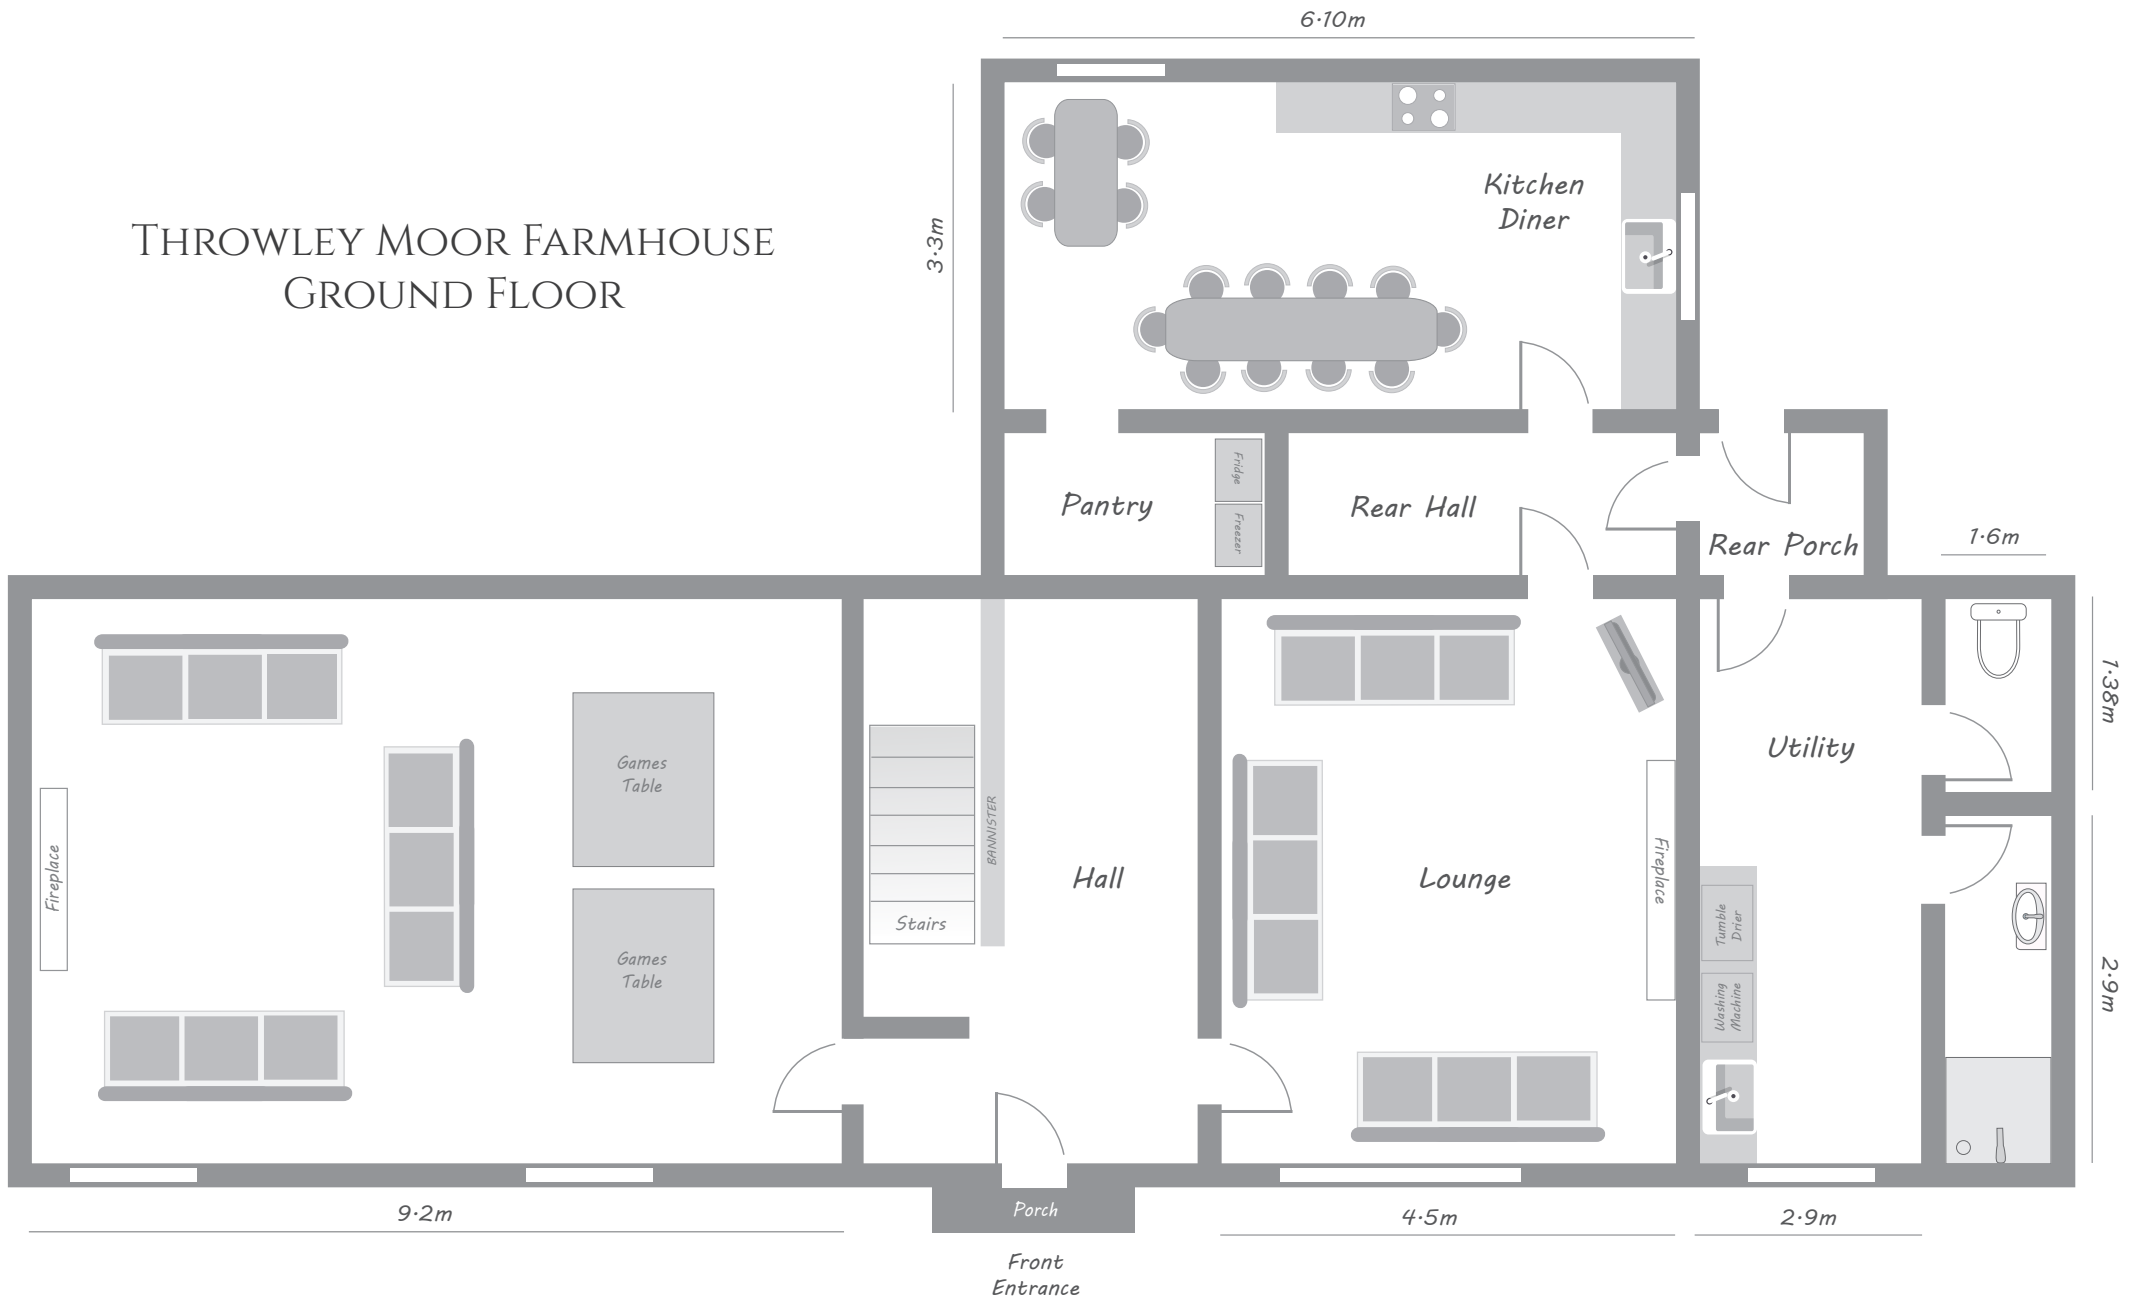 6·10m
THROWLEY MOOR FARMHOUSE
GROUND FLOOR
3·3m
Kitchen
Diner
Pantry
Fridge
Freezer
Rear Hall
Rear Porch
1·6m
1·38m
Games
Table
Utility
Fireplace
BANNISTER
Hall
Lounge
Fireplace
Stairs
Tumble
Drier
Games
Table
Washing
Machine
2·9m
Porch
9·2m
4·5m
2·9m
Front
Entrance